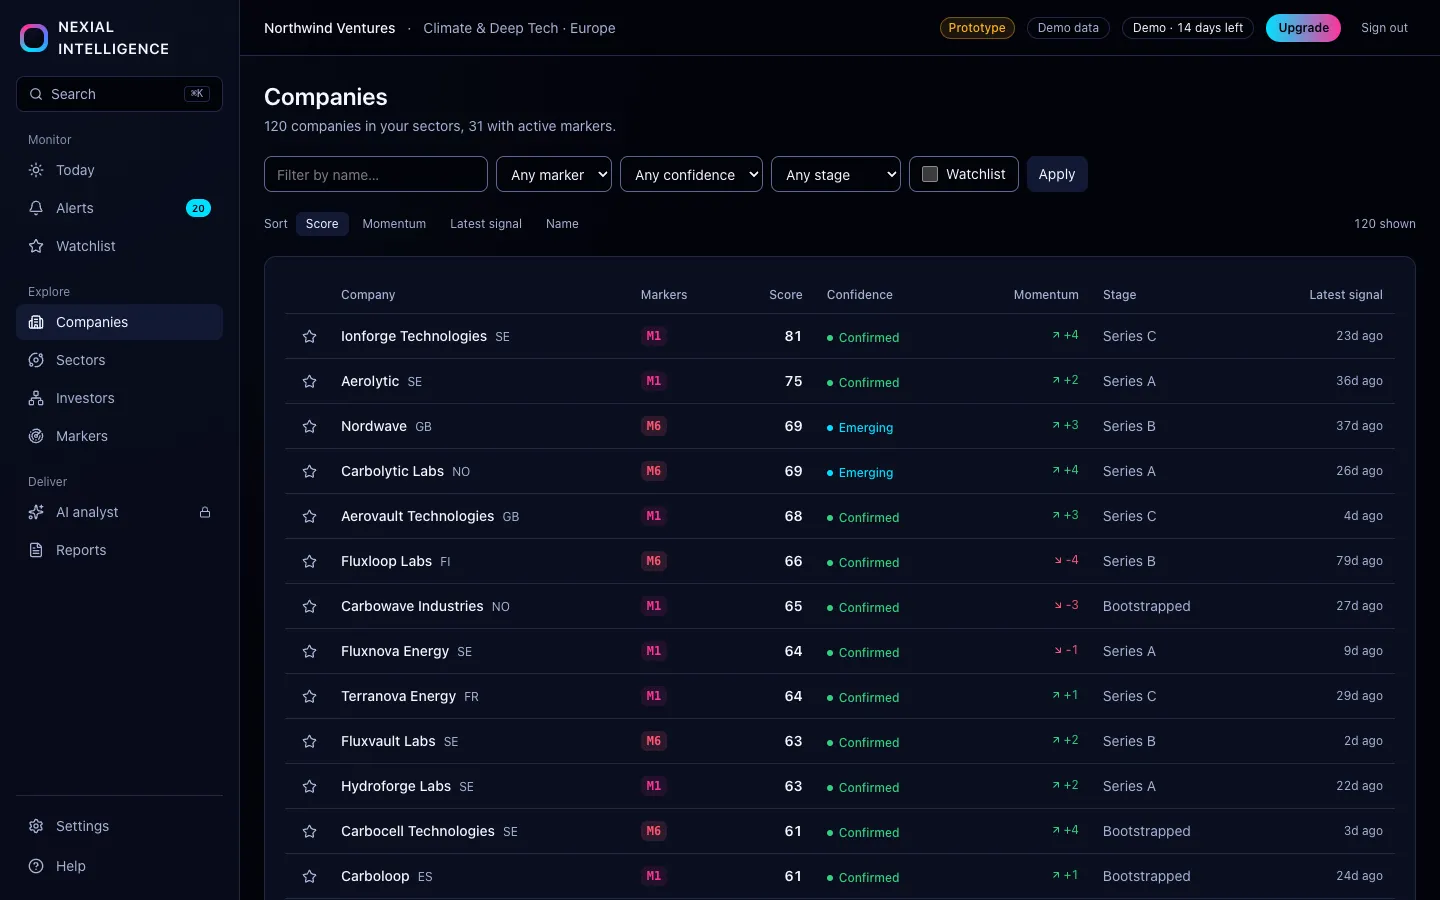 NEXIAL
INTELLIGENCE
Search ⌘K
Monitor
Today
Alerts 20
Watchlist
Explore
Companies
Sectors
Investors
Markers
Deliver
AI analyst
Reports
Settings
Help
Northwind Ventures · Climate & Deep Tech · Europe
Prototype Demo data Demo · 14 days left Upgrade Sign out
Companies
120 companies in your sectors, 31 with active markers.
Filter by name... Any marker Any confidence Any stage Watchlist Apply
Sort Score Momentum Latest signal Name 120 shown
Company Markers Score Confidence Momentum Stage Latest signal
Ionforge Technologies SE M1 81 Confirmed +4 Series C 23d ago
Aerolytic SE M1 75 Confirmed +2 Series A 36d ago
Nordwave GB M6 69 Emerging +3 Series B 37d ago
Carbolytic Labs NO M6 69 Emerging +4 Series A 26d ago
Aerovault Technologies GB M1 68 Confirmed +3 Series C 4d ago
Fluxloop Labs FI M6 66 Confirmed -4 Series B 79d ago
Carbowave Industries NO M1 65 Confirmed -3 Bootstrapped 27d ago
Fluxnova Energy SE M1 64 Confirmed -1 Series A 9d ago
Terranova Energy FR M1 64 Confirmed +1 Series C 29d ago
Fluxvault Labs SE M6 63 Confirmed +2 Series B 2d ago
Hydroforge Labs SE M1 63 Confirmed +2 Series A 22d ago
Carbocell Technologies SE M6 61 Confirmed +4 Bootstrapped 3d ago
Carboloop ES M1 61 Confirmed +1 Bootstrapped 24d ago